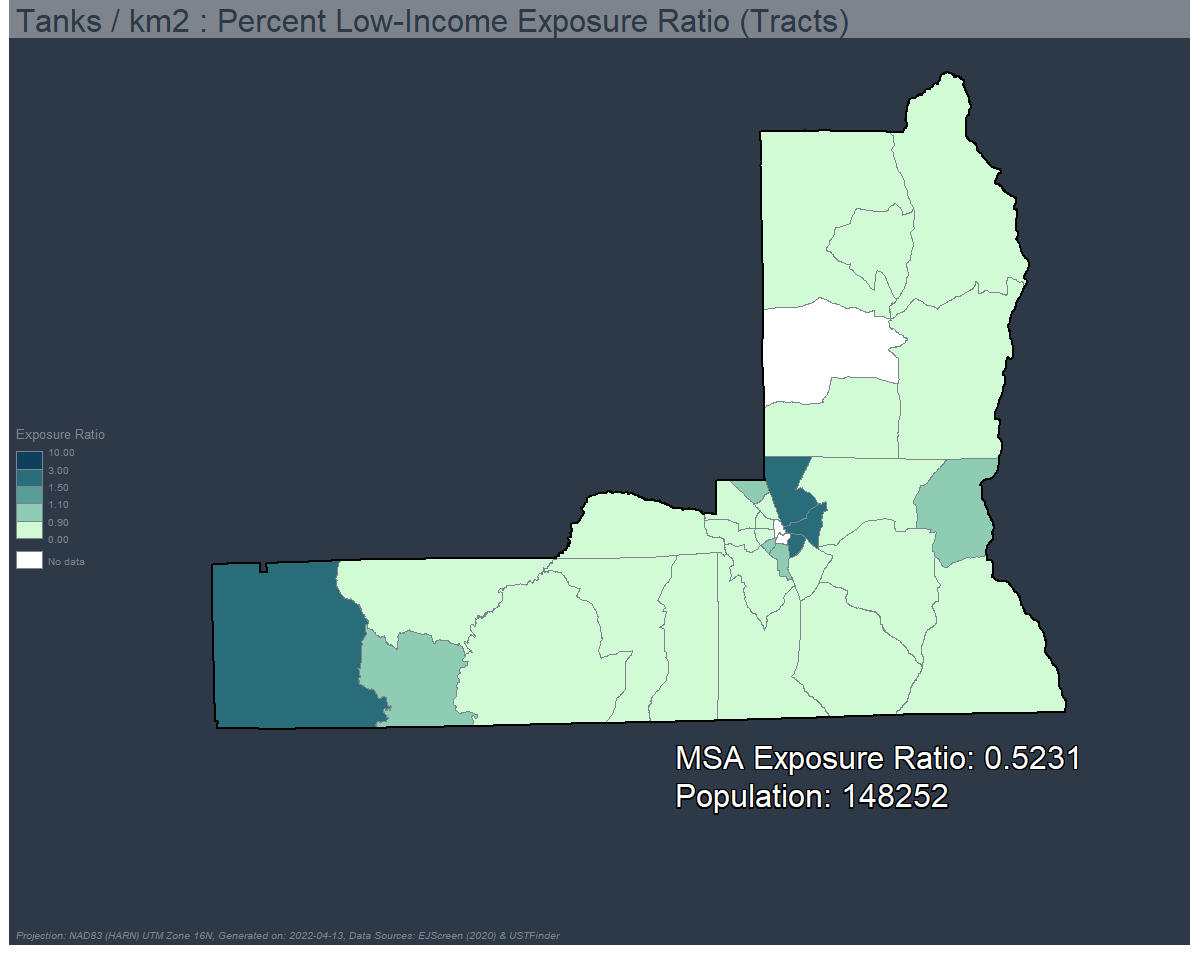 Tanks / km2 : Percent Low-Income Exposure Ratio (Tracts)
Exposure Ratio
10.00
3.00
1.50
1.10
0.90
0.00
No data
MSA Exposure Ratio: 0.5231
Population: 148252
Projection: NAD83 (HARN) UTM Zone 16N, Generated on: 2022-04-13, Data Sources: EJScreen (2020) & USTFinder